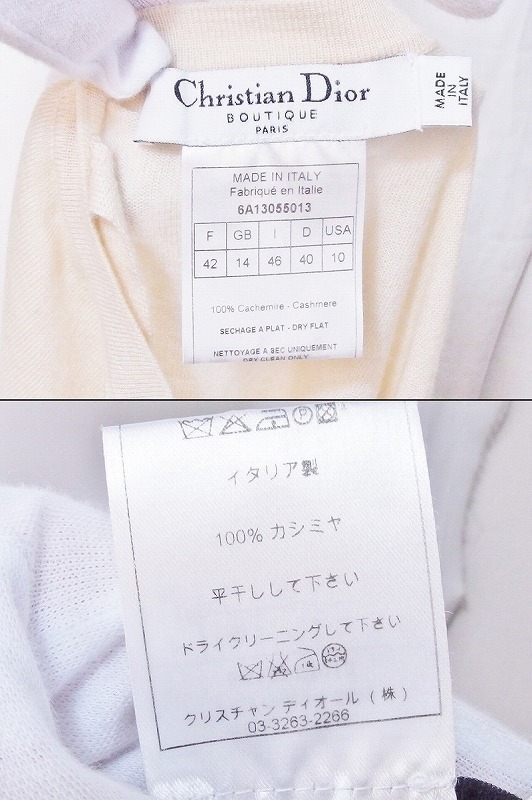 Christian Dior
BOUTIQUE
PARIS
MADE
IN
ITALY
MADE IN ITALY
Fabriqué en Italie
6A13055013
F GB I D USA
42 14 46 40 10
100% Cachemire - Cashmere
SECHAGE A PLAT - DRY FLAT
NETTOYAGE A SEC UNIQUEMENT
DRY CLEAN ONLY
イタリア製
100% カシミヤ
平干しして下さい
ドライクリーニングして下さい
クリスチャン ディオール (株)
03-3263-2266